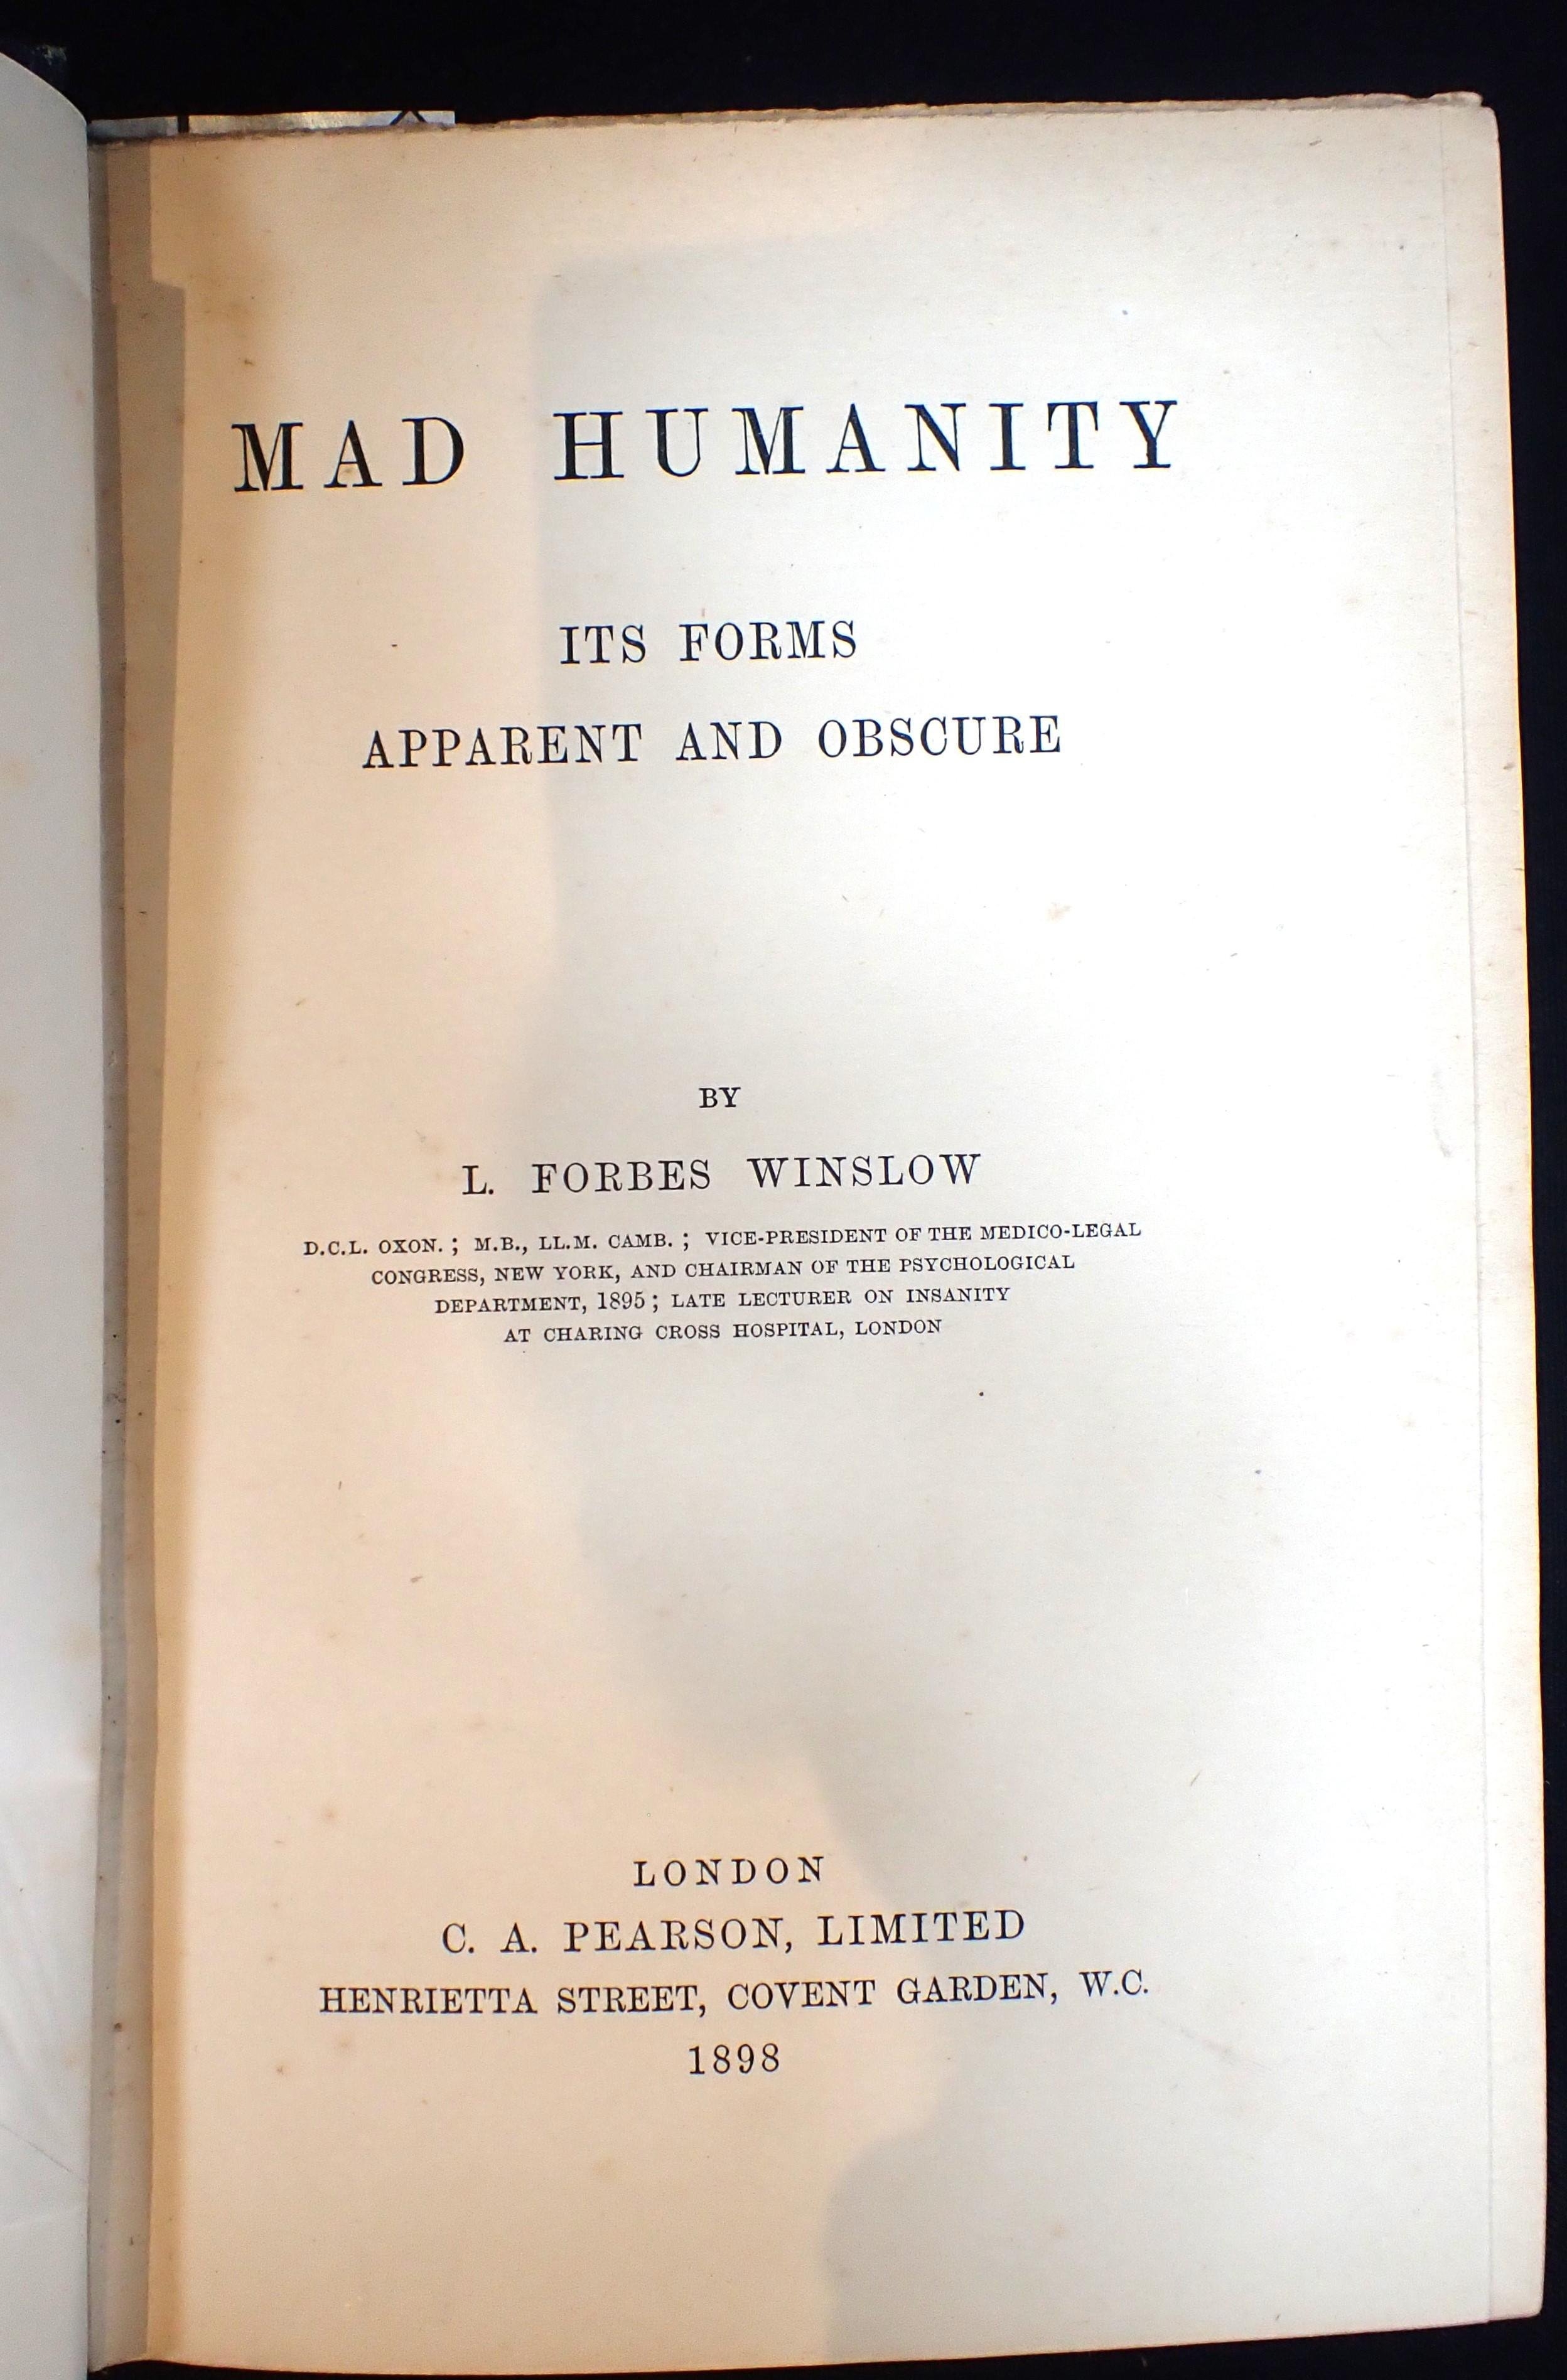 MAD HUMANITY
ITS FORMS
APPARENT AND OBSCURE
BY
L. FORBES WINSLOW
D.C.L. OXON.; M.B., LL.M. CAMB.; VICE-PRESIDENT OF THE MEDICO-LEGAL
CONGRESS, NEW YORK, AND CHAIRMAN OF THE PSYCHOLOGICAL
DEPARTMENT, 1895; LATE LECTURER ON INSANITY
AT CHARING CROSS HOSPITAL, LONDON
LONDON
C. A. PEARSON, LIMITED
HENRIETTA STREET, COVENT GARDEN, W.C.
1898